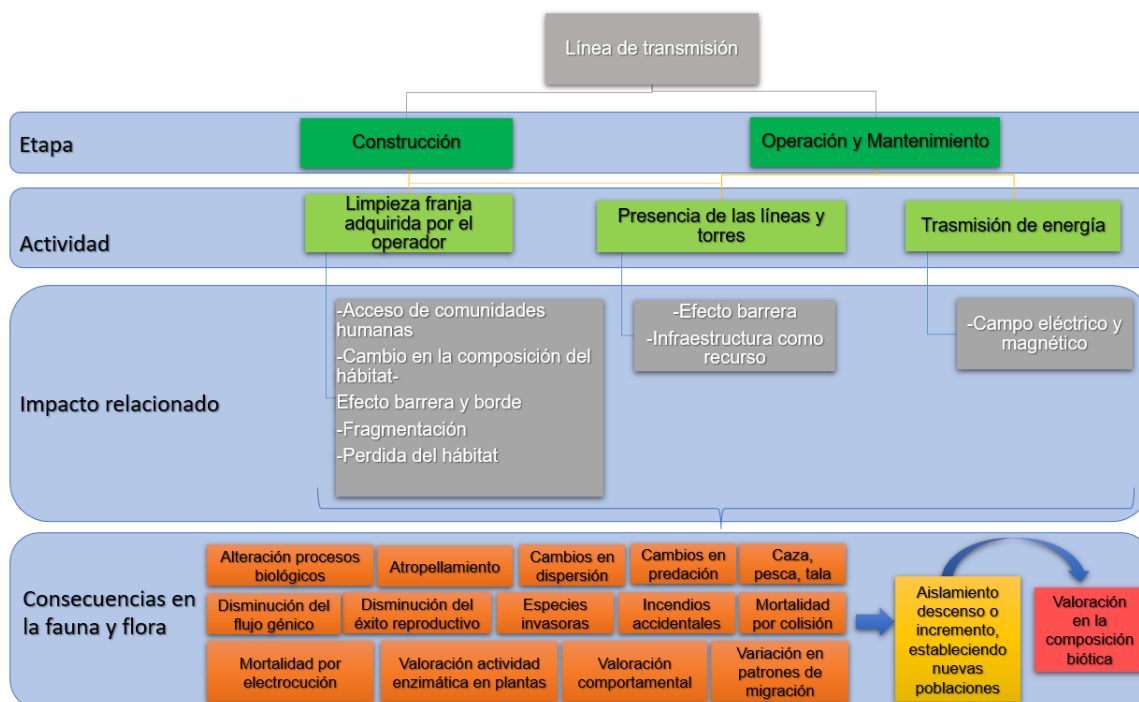 Línea de transmisión
Etapa
Construcción
Operación y Mantenimiento
Actividad
Limpieza franja
adquirida por el
operador
Presencia de las líneas y
torres
Trasmisión de energía
Impacto relacionado
-Acceso de comunidades
humanas
-Cambio en la composición del
hábitat-
Efecto barrera y borde
-Fragmentación
-Perdida del hábitat
-Efecto barrera
-Infraestructura como
recurso
-Campo eléctrico y
magnético
Consecuencias en
la fauna y flora
Alteración procesos
biológicos
Atropellamiento
Cambios en
dispersión
Cambios en
predación
Caza,
pesca, tala
Disminución del
flujo génico
Disminución del
éxito reproductivo
Especies
invasoras
Incendios
accidentales
Mortalidad
por colisión
Mortalidad por
electrocución
Valoración actividad
enzimática en plantas
Valoración
comportamental
Variación en
patrones de
migración
Aislamiento
descenso o
incremento,
estableciendo
nuevas
poblaciones
Valoración
en la
composición
biótica